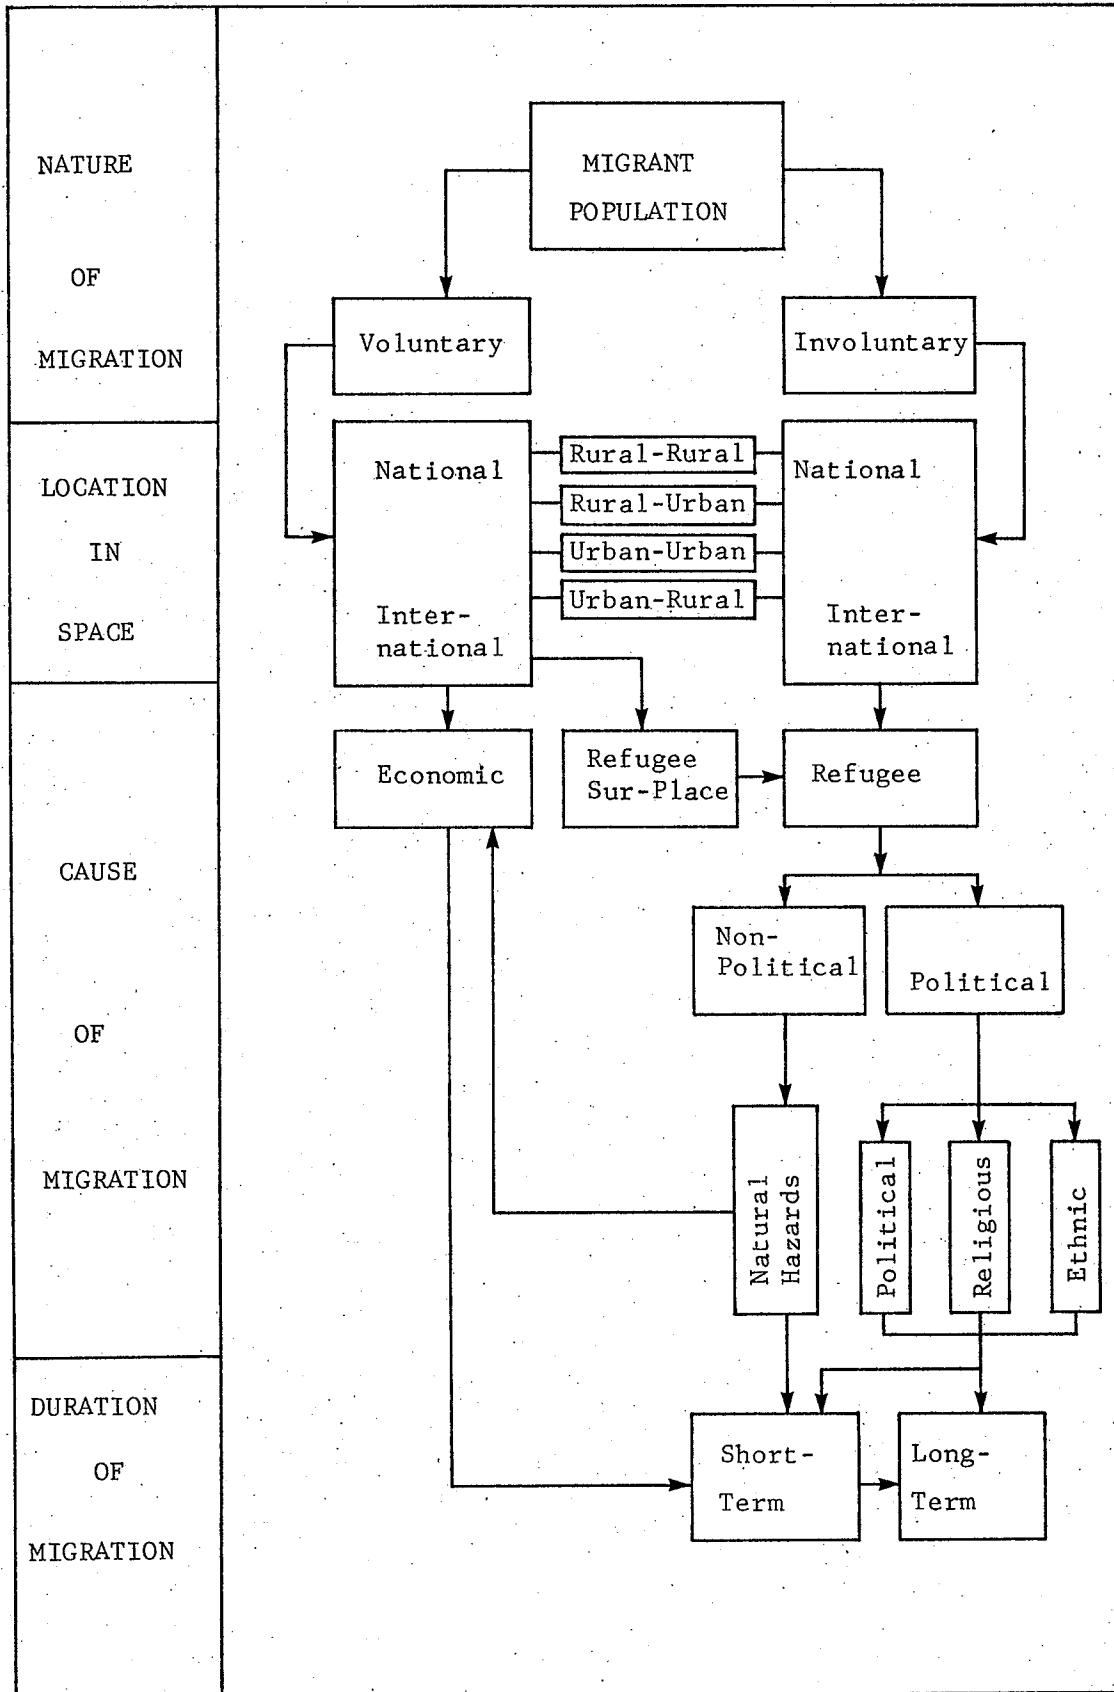 NATURE
OF
MIGRATION
MIGRANT
POPULATION
Voluntary
Involuntary
LOCATION
IN
SPACE
National
Inter-
national
Rural-Rural
Rural-Urban
Urban-Urban
Urban-Rural
National
Inter-
national
CAUSE
OF
MIGRATION
Economic
Refugee
Sur-Place
Refugee
Non-
Political
Political
Natural
Hazards
Political
Religious
Ethnic
DURATION
OF
MIGRATION
Short-
Term
Long-
Term